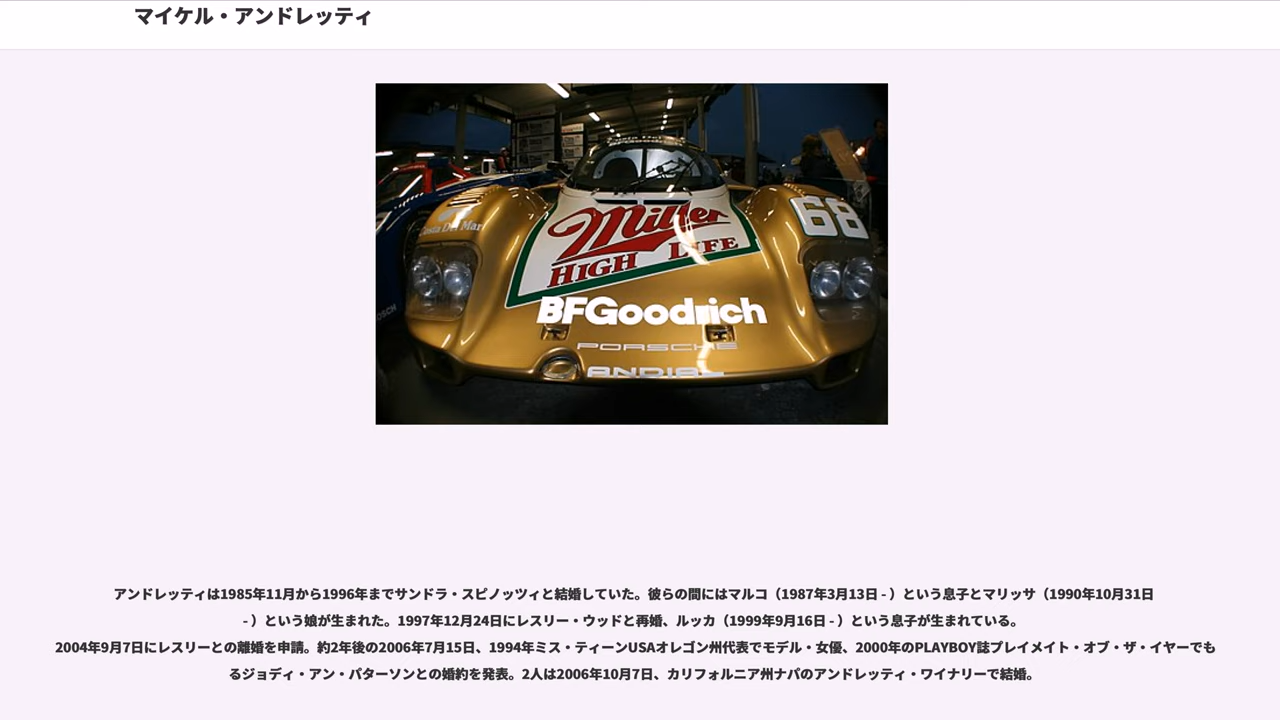 マイケル・アンドレッティ
Costa Del Mar
68
Miller
HIGH LIFE
BFGoodrich
PORSCHE
ANDIAL
OSCH
アンドレッティは1985年11月から1996年までサンドラ・スピノッツィと結婚していた。彼らの間にはマルコ（1987年3月13日 - ）という息子とマリッサ（1990年10月31日
- ）という娘が生まれた。1997年12月24日にレスリー・ウッドと再婚、ルッカ（1999年9月16日 - ）という息子が生まれている。
2004年9月7日にレスリーとの離婚を申請。約2年後の2006年7月15日、1994年ミス・ティーンUSAオレゴン州代表でモデル・女優、2000年のPLAYBOY誌プレイメイト・オブ・ザ・イヤーでも
るジョディ・アン・パターソンとの婚約を発表。2人は2006年10月7日、カリフォルニア州ナパのアンドレッティ・ワイナリーで結婚。